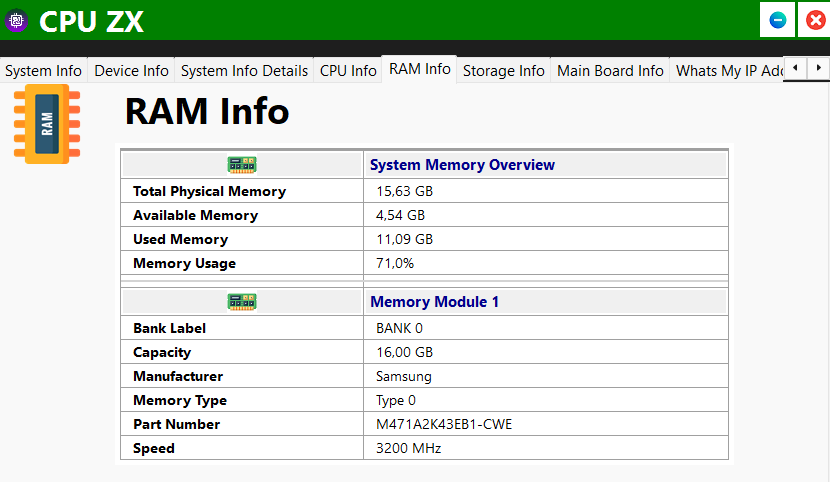 CPU ZX
System Info Device Info System Info Details CPU Info RAM Info Storage Info Main Board Info Whats My IP
RAM
RAM Info
System Memory Overview
Total Physical Memory 15,63 GB
Available Memory 4,54 GB
Used Memory 11,09 GB
Memory Usage 71,0%
Memory Module 1
Bank Label BANK 0
Capacity 16,00 GB
Manufacturer Samsung
Memory Type Type 0
Part Number M471A2K43EB1-CWE
Speed 3200 MHz